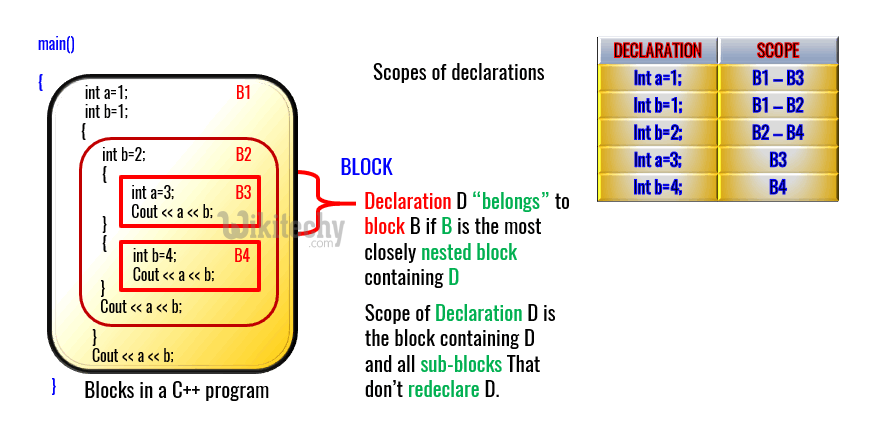 main()
{
int a=1; B1
int b=1;
{
int b=2; B2
{
int a=3; B3
Cout << a << b;
}
{
int b=4; B4
Cout << a << b;
}
Cout << a << b;
}
Cout << a << b;
}
Blocks in a C++ program
Wikitechy
.com
Scopes of declarations
BLOCK
Declaration D “belongs” to
block B if B is the most
closely nested block
containing D
Scope of Declaration D is
the block containing D
and all sub-blocks That
don’t redeclare D.
DECLARATION SCOPE
Int a=1; B1 – B3
Int b=1; B1 – B2
Int b=2; B2 – B4
Int a=3; B3
Int b=4; B4